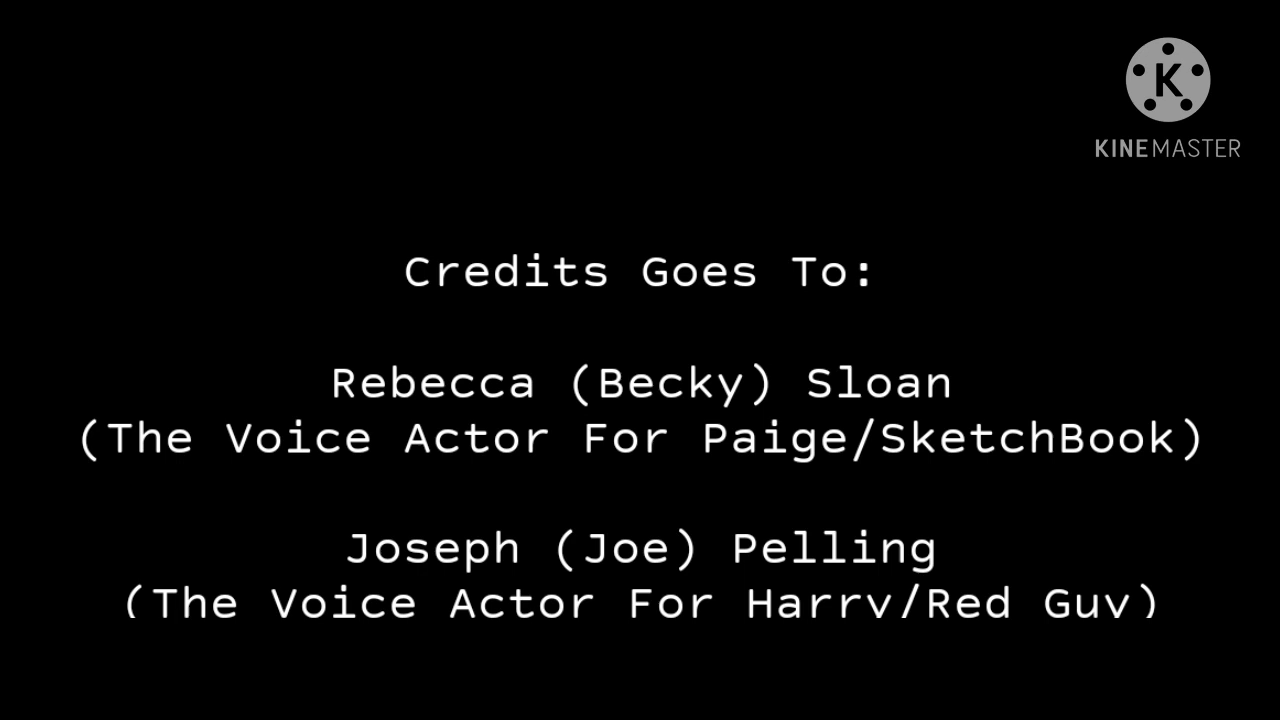 KINEMASTER
Credits Goes To:
Rebecca (Becky) Sloan
(The Voice Actor For Paige/SketchBook)
Joseph (Joe) Pelling
(The Voice Actor For Harry/Red Guy)